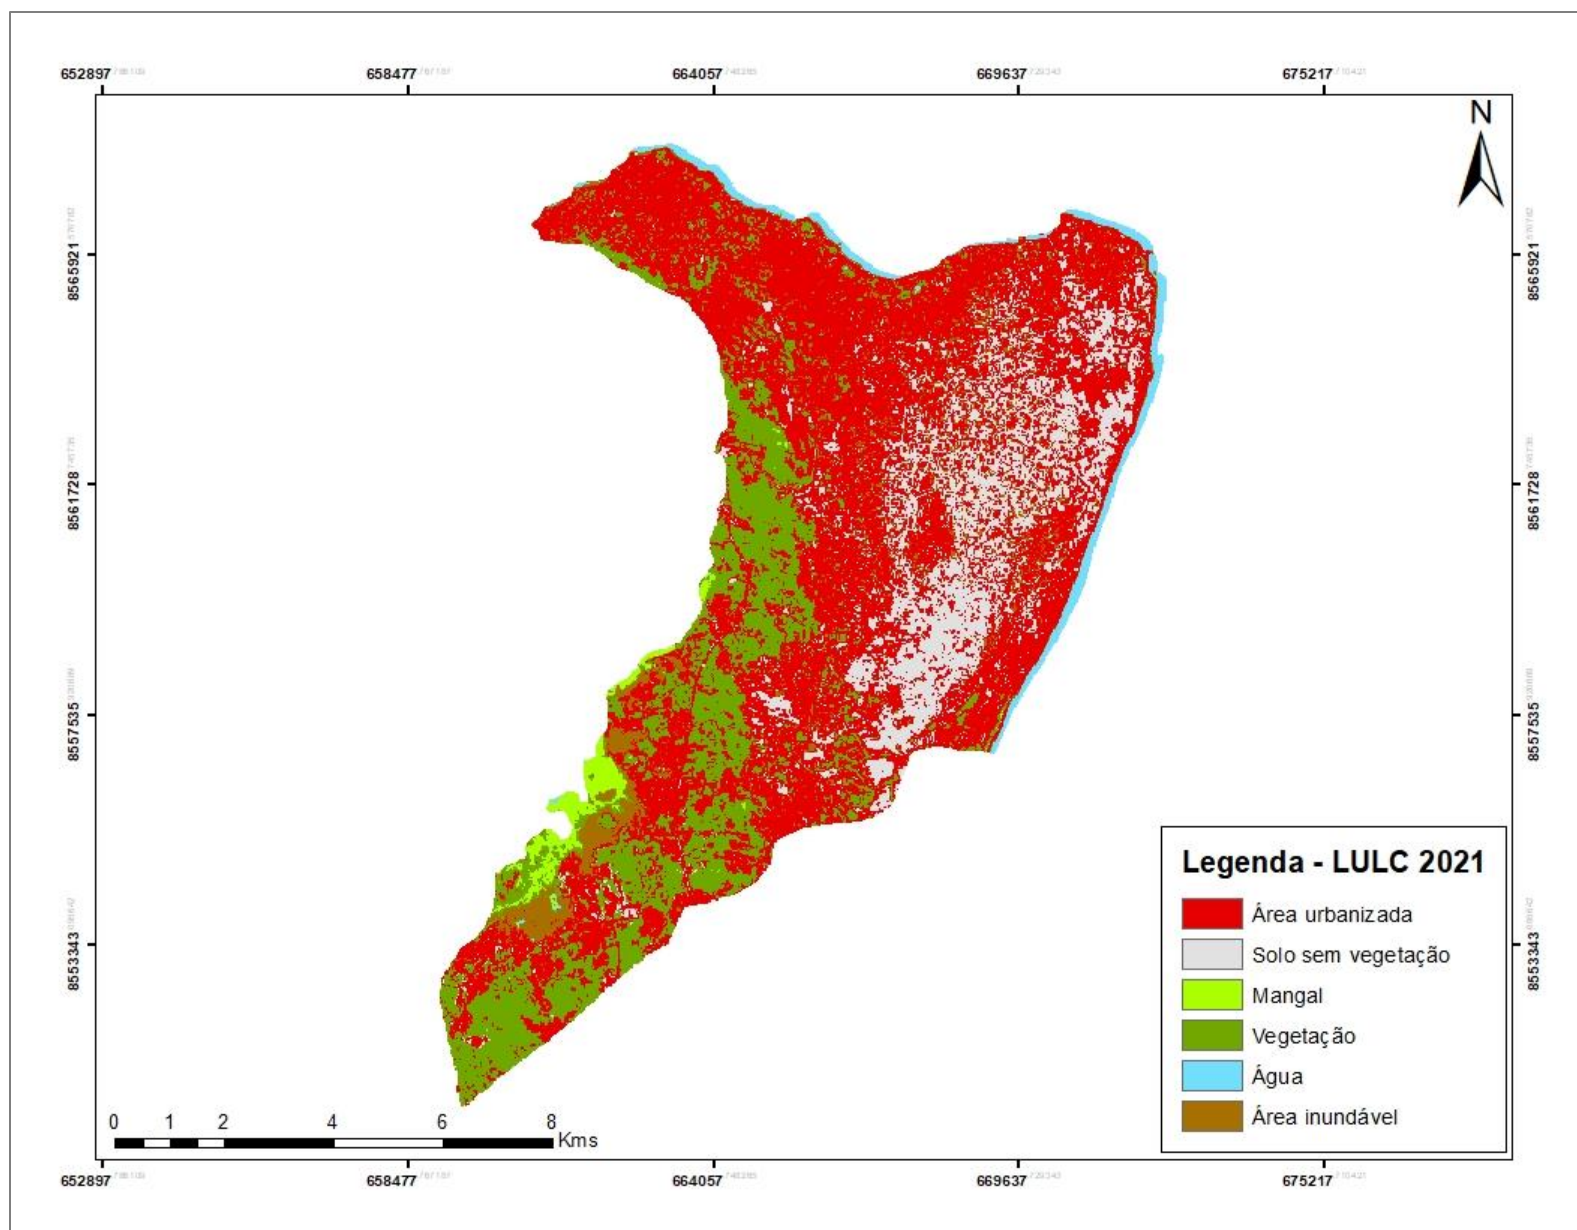 652897 658477 664057 669637 675217
N
8565921 8565921
8561728 8561728
8557535 8557535
8553343 8553343
Legenda - LULC 2021
Área urbanizada
Solo sem vegetação
Mangal
Vegetação
Água
Área inundável
0 1 2 4 6 8
Kms
652897 658477 664057 669637 675217